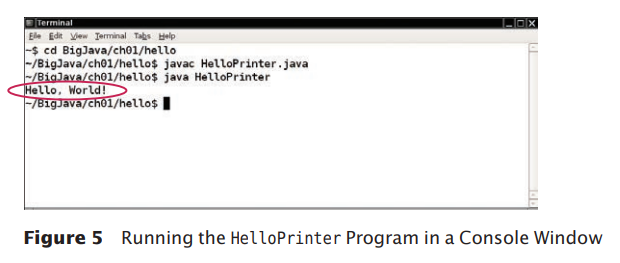 Terminal
File Edit View Terminal Tabs Help
~$ cd BigJava/ch01/hello
~/BigJava/ch01/hello$ javac HelloPrinter.java
~/BigJava/ch01/hello$ java HelloPrinter
Hello, World!
~/BigJava/ch01/hello$
Figure 5 Running the HelloPrinter Program in a Console Window